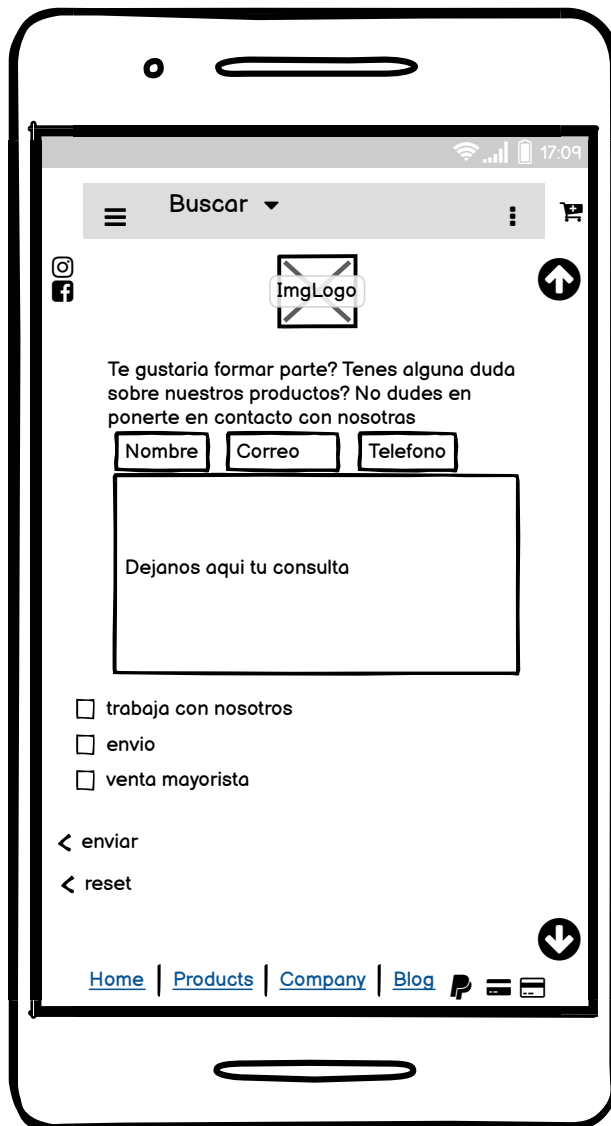 17:09
Buscar
ImgLogo
Te gustaria formar parte? Tenes alguna duda
sobre nuestros productos? No dudes en
ponerte en contacto con nosotras
Nombre Correo Telefono
Dejanos aqui tu consulta
trabaja con nosotros
envio
venta mayorista
enviar
reset
Home Products Company Blog